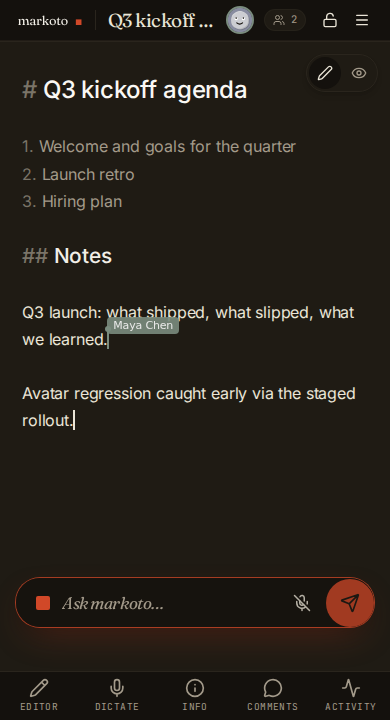 markoto
Q3 kickoff ...
2
# Q3 kickoff agenda
1. Welcome and goals for the quarter
2. Launch retro
3. Hiring plan
## Notes
Q3 launch: what shipped, what slipped, what
we learned.
Maya Chen
Avatar regression caught early via the staged
rollout.
Ask markoto...
EDITOR
DICTATE
INFO
COMMENTS
ACTIVITY